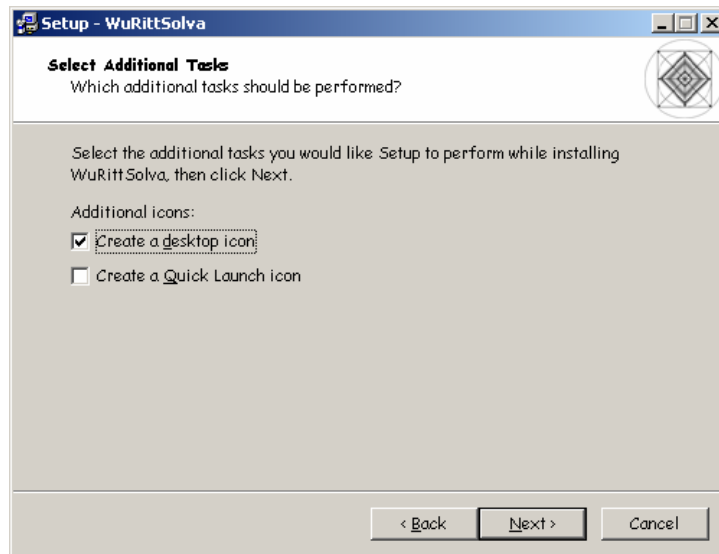 Setup - WuRittSolva
Select Additional Tasks
Which additional tasks should be performed?
Select the additional tasks you would like Setup to perform while installing
WuRittSolva, then click Next.
Additional icons:
Create a desktop icon
Create a Quick Launch icon
< Back
Next >
Cancel